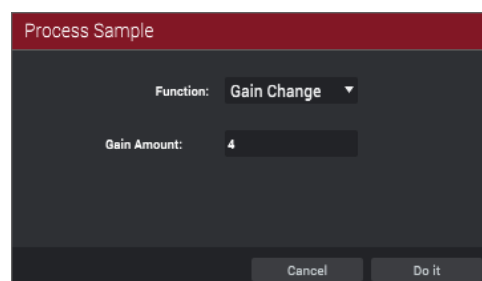 Process Sample
Function: Gain Change
Gain Amount: 4
Cancel Do it